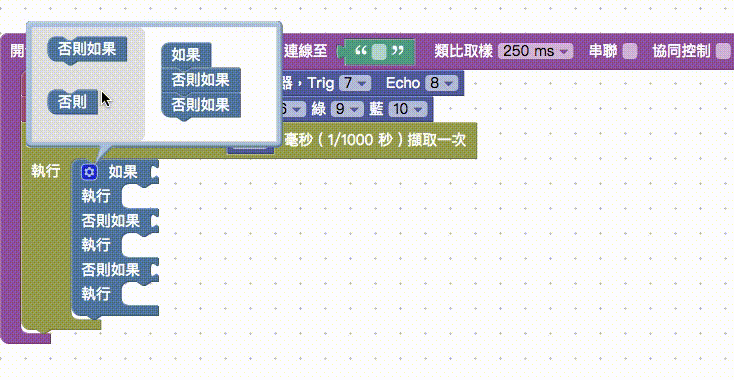 開
連線至 “ ” 類比取樣 250 ms 串聯 協同控制
器，Trig 7 Echo 8
6 綠 9 藍 10
毫秒（1/1000 秒）擷取一次
否則如果
否則
如果
否則如果
否則如果
執行
如果
執行
否則如果
執行
否則如果
執行